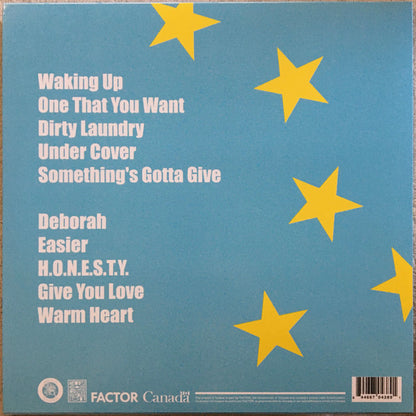 Waking Up
One That You Want
Dirty Laundry
Under Cover
Something's Gotta Give
Deborah
Easier
H.O.N.E.S.T.Y.
Give You Love
Warm Heart
FACTOR Canada